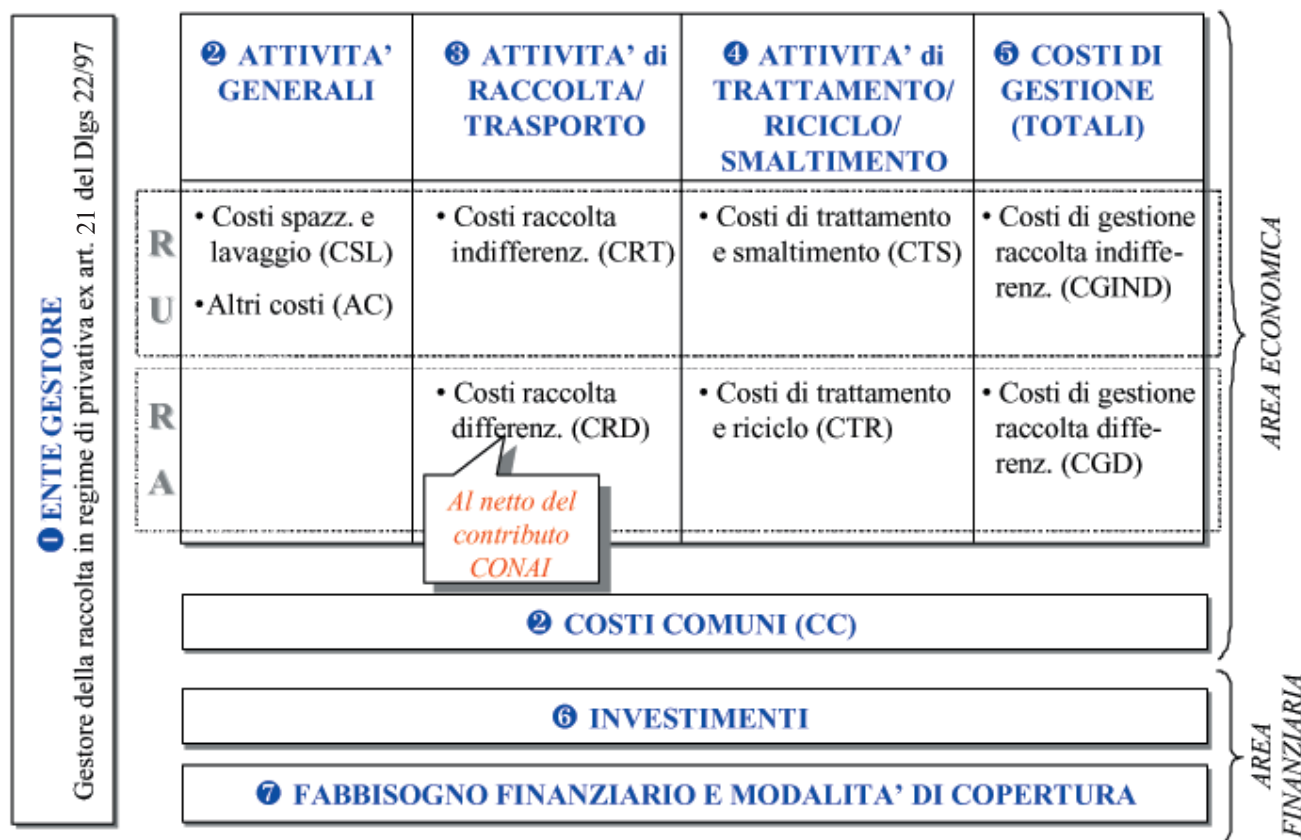 ❶ ENTE GESTORE
Gestore della raccolta in regime di privativa ex art. 21 del Dlgs 22/97
❷ ATTIVITA’
GENERALI
❸ ATTIVITA’ di
RACCOLTA/
TRASPORTO
❹ ATTIVITA’ di
TRATTAMENTO/
RICICLO/
SMALTIMENTO
❺ COSTI DI
GESTIONE
(TOTALI)
R
U
• Costi spazz. e
lavaggio (CSL)
•Altri costi (AC)
• Costi raccolta
indifferenz. (CRT)
• Costi di trattamento
e smaltimento (CTS)
• Costi di gestione
raccolta indiffe-
renz. (CGIND)
R
A
• Costi raccolta
differenz. (CRD)
• Costi di trattamento
e riciclo (CTR)
• Costi di gestione
raccolta diffe-
renz. (CGD)
Al netto del
contributo
CONAI
❷ COSTI COMUNI (CC)
AREA ECONOMICA
❻ INVESTIMENTI
❼ FABBISOGNO FINANZIARIO E MODALITA’ DI COPERTURA
AREA
FINANZIARIA